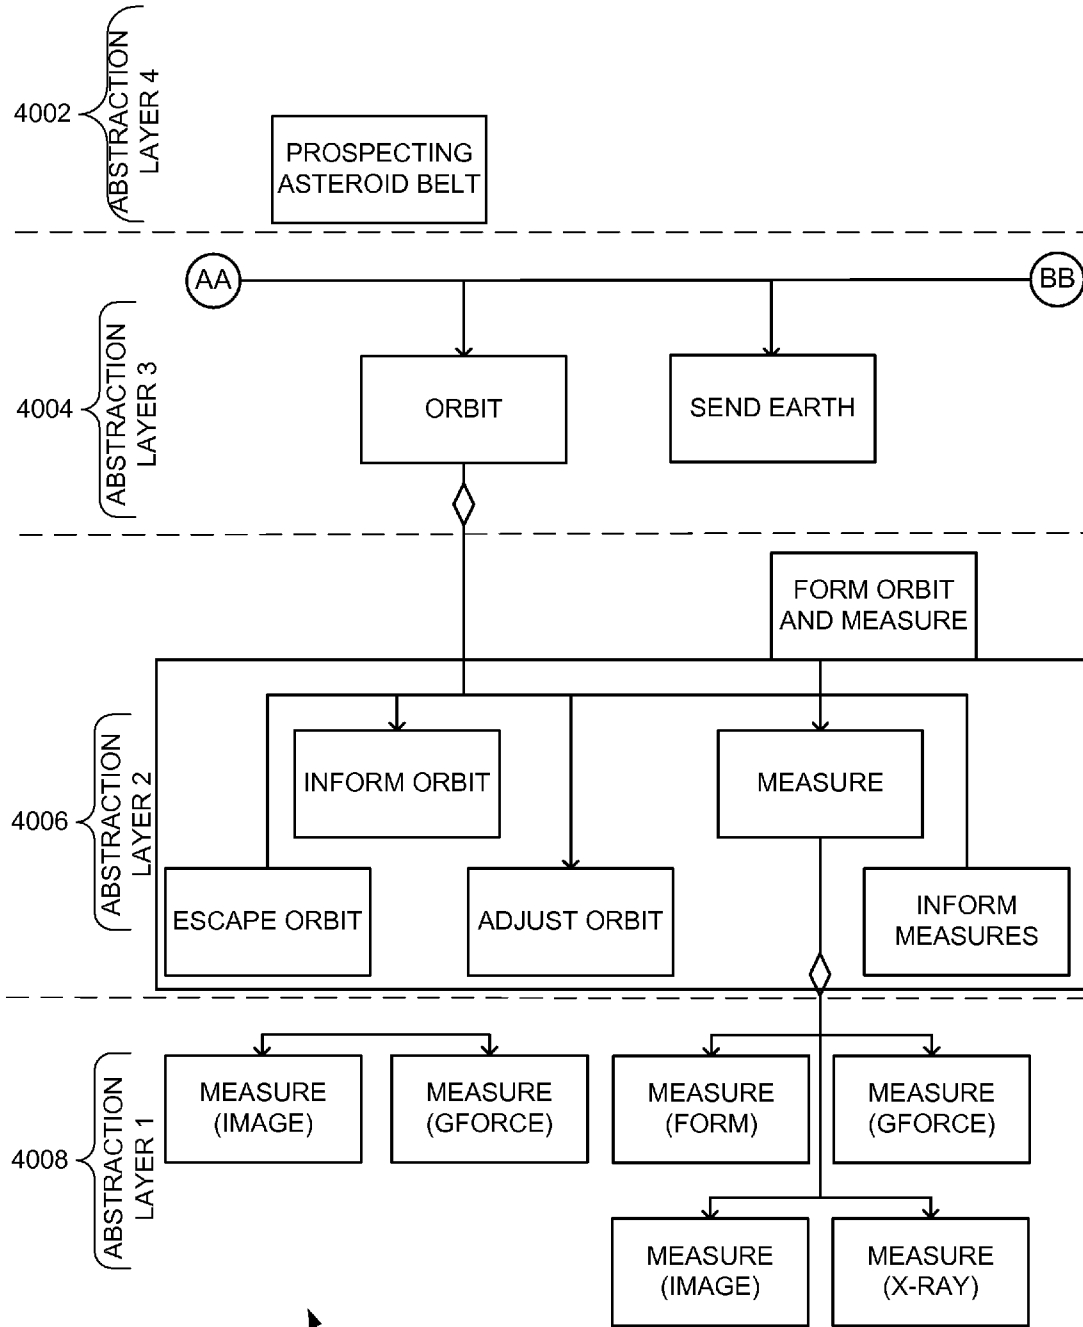 4002
ABSTRACTION
LAYER 4
PROSPECTING
ASTEROID BELT
AA
BB
4004
ABSTRACTION
LAYER 3
ORBIT
SEND EARTH
FORM ORBIT
AND MEASURE
4006
ABSTRACTION
LAYER 2
INFORM ORBIT
MEASURE
ESCAPE ORBIT
ADJUST ORBIT
INFORM
MEASURES
4008
ABSTRACTION
LAYER 1
MEASURE
(IMAGE)
MEASURE
(GFORCE)
MEASURE
(FORM)
MEASURE
(GFORCE)
MEASURE
(IMAGE)
MEASURE
(X-RAY)